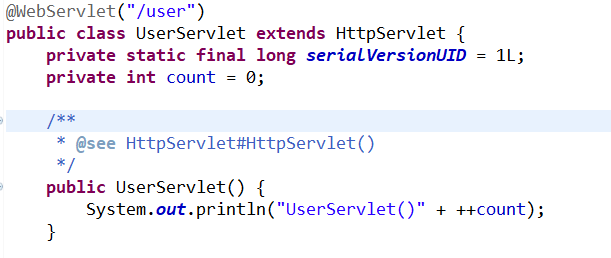 @WebServlet("/user")
public class UserServlet extends HttpServlet {
    private static final long serialVersionUID = 1L;
    private int count = 0;
    /**
     * @see HttpServlet#HttpServlet()
     */
    public UserServlet() {
        System.out.println("UserServlet()" + ++count);
    }